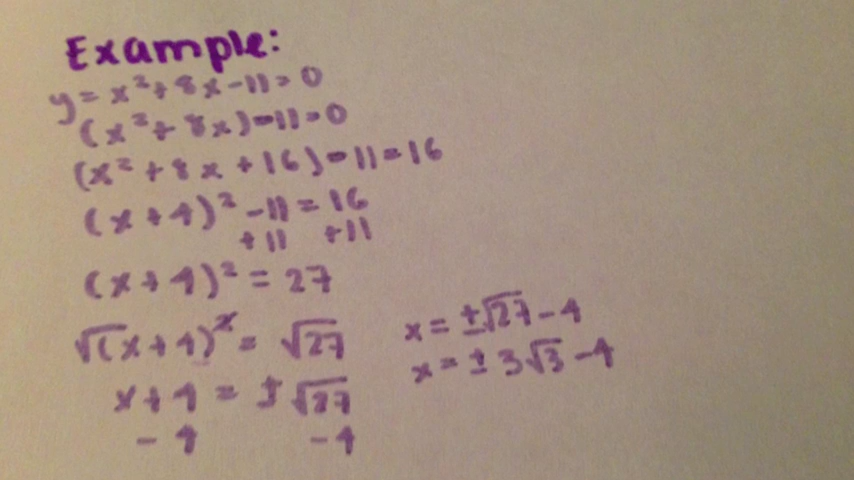 Example:
y = x² + 8x - 11 = 0
(x² + 8x) - 11 = 0
(x² + 8x + 16) - 11 = 16
(x + 4)² - 11 = 16
+11 +11
(x + 4)² = 27
√(x + 4)² = √27
x + 4 = ± √27
- 4 - 4
x = ±√27 - 4
x = ± 3√3 - 4